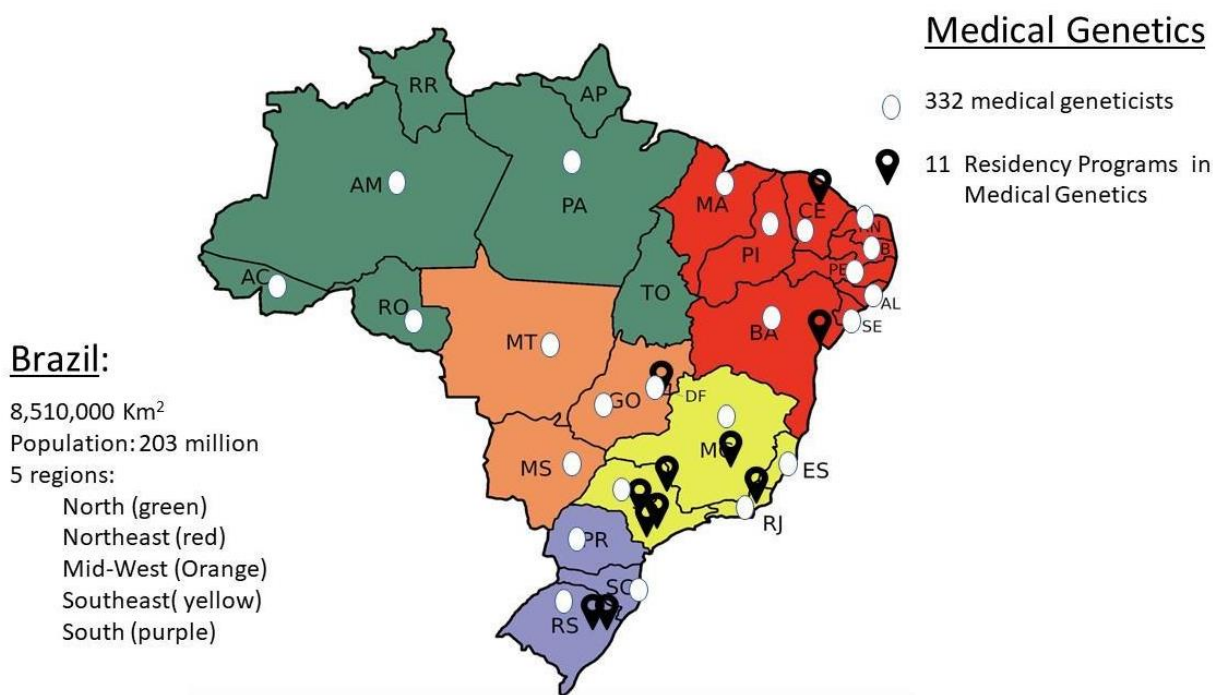 Medical Genetics
332 medical geneticists
11 Residency Programs in
Medical Genetics
RR
AP
AM
PA
MA
CE
PI
AC
RO
TO
PE
AL
SE
BA
MT
GO
DF
MS
ES
RJ
PR
SC
RS
Brazil:
8,510,000 Km²
Population: 203 million
5 regions:
North (green)
Northeast (red)
Mid-West (Orange)
Southeast( yellow)
South (purple)